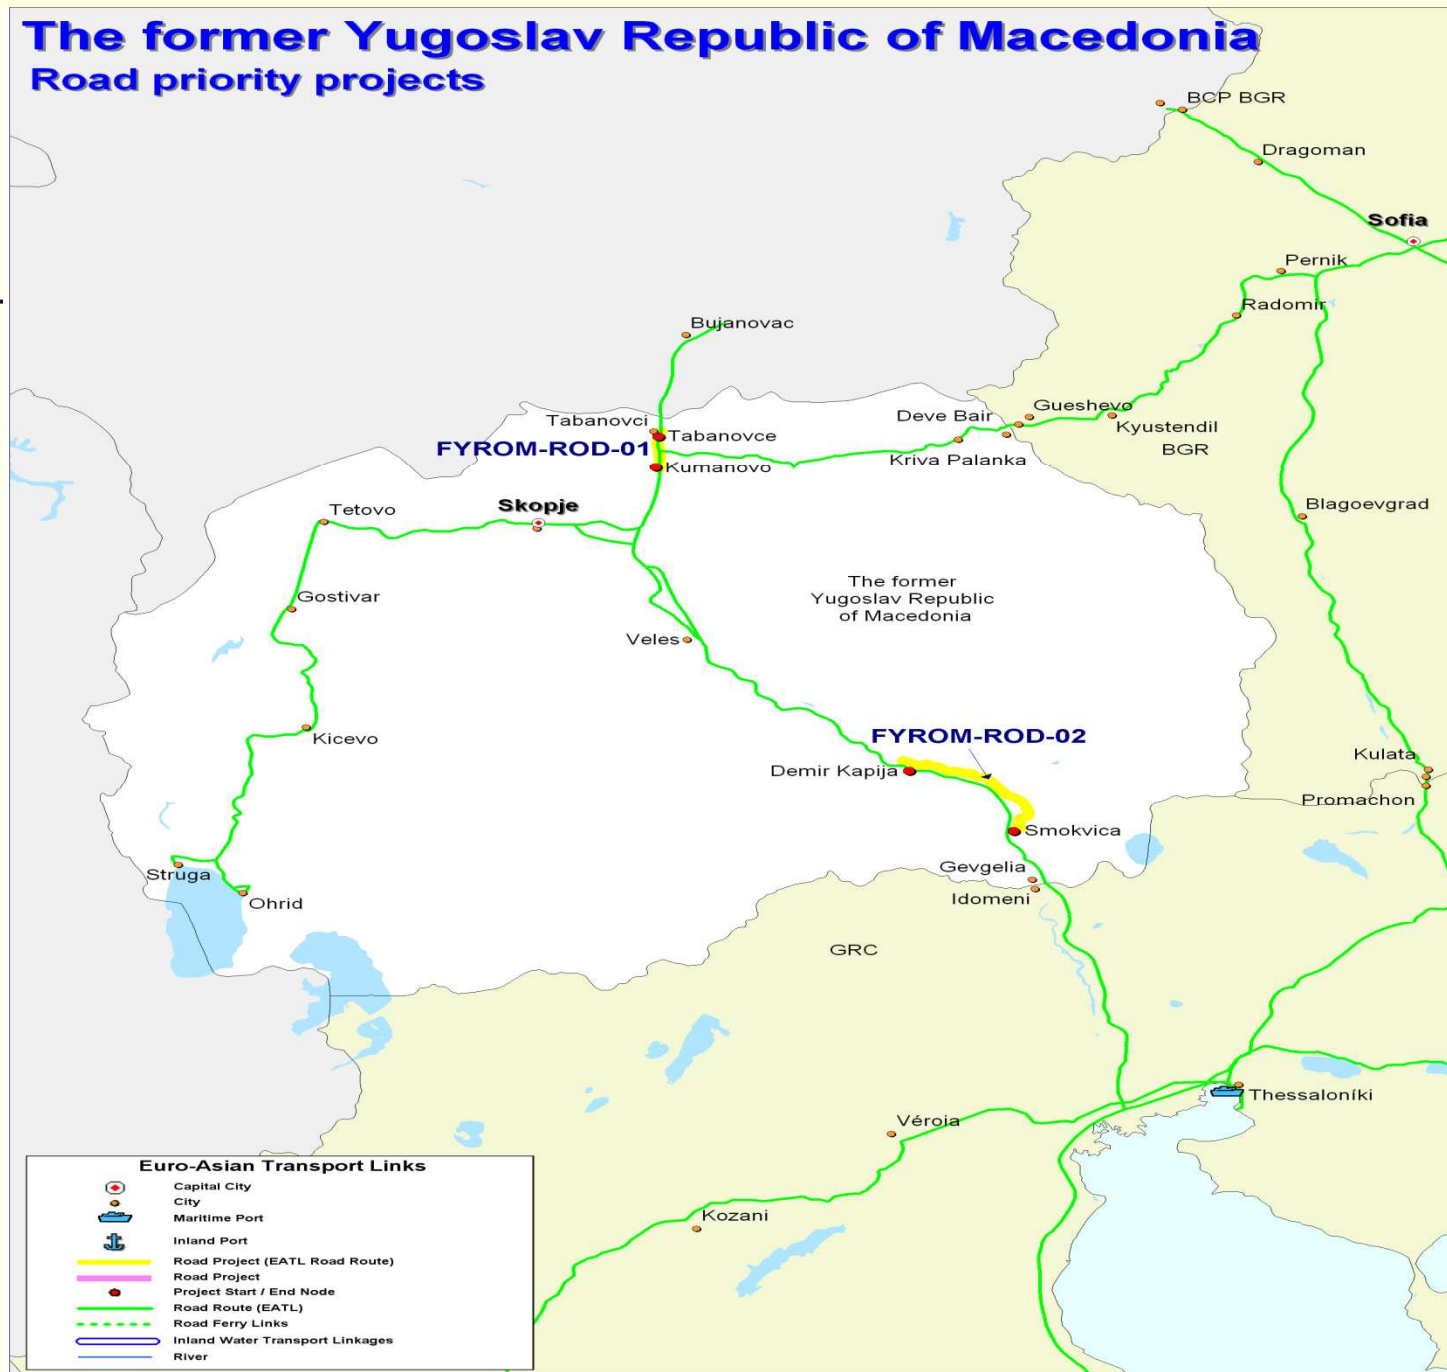 The former Yugoslav Republic of Macedonia
Road priority projects
BCP BGR
Dragoman
Sofia
Pernik
Radomir
Bujanovac
Gueshevo
Deve Bair
Tabanovci
Kyustendil
Tabanovce
FYROM-ROD-01
BGR
Kriva Palanka
Kumanovo
Skopje
Tetovo
Blagoevgrad
The former
Yugoslav Republic
of Macedonia
Gostivar
Veles
FYROM-ROD-02
Kicevo
Kulata
Demir Kapija
Promachon
Smokvica
Gevgelia
Struga
Idomeni
Ohrid
GRC
Thessaloníki
Véroia
Kozani
Euro-Asian Transport Links
Capital City
City
Maritime Port
Inland Port
Road Project (EATL Road Route)
Road Project
Project Start / End Node
Road Route (EATL)
Road Ferry Links
Inland Water Transport Linkages
River